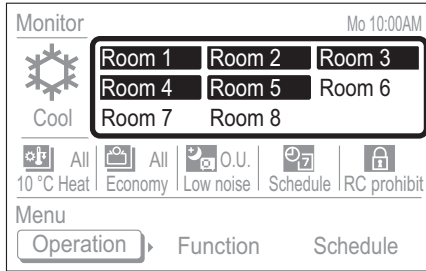 Monitor Mo 10:00AM
Room 1 Room 2 Room 3
Room 4 Room 5 Room 6
Cool Room 7 Room 8
All All O.U. 7
10 °C Heat Economy Low noise Schedule RC prohibit
Menu
Operation Function Schedule